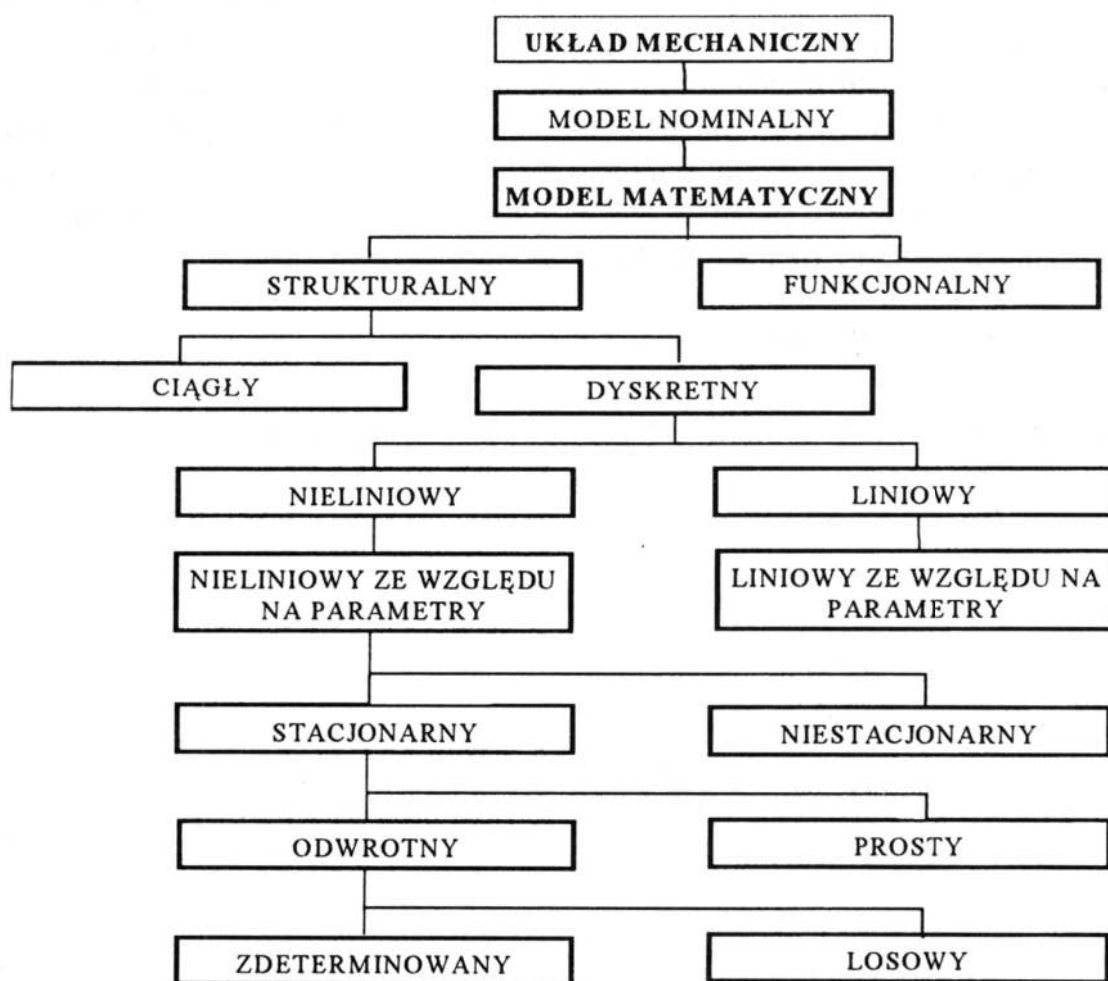 UKŁAD MECHANICZNY
MODEL NOMINALNY
MODEL MATEMATYCZNY
STRUKTURALNY
FUNKCJONALNY
CIĄGŁY
DYSKRETNY
NIELINIOWY
LINIOWY
NIELINIOWY ZE WZGLĘDU
NA PARAMETRY
LINIOWY ZE WZGLĘDU NA
PARAMETRY
STACJONARNY
NIESTACJONARNY
ODWROTNY
PROSTY
ZDETERMINOWANY
LOSOWY